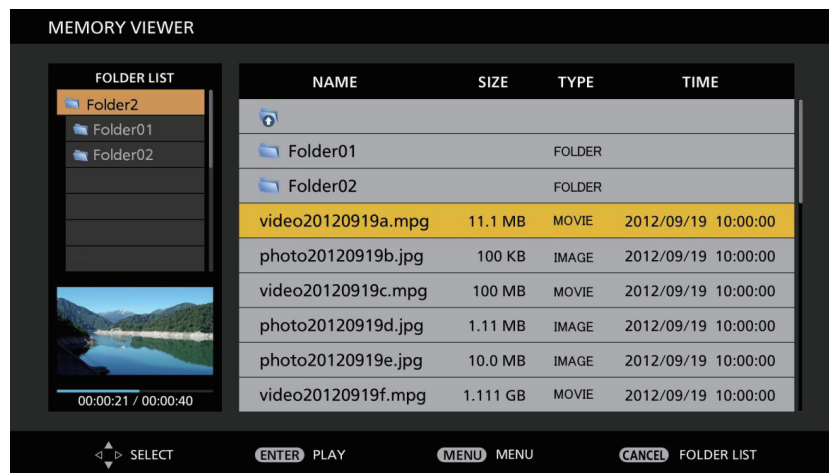 MEMORY VIEWER
FOLDER LIST
Folder2
Folder01
Folder02
00:00:21 / 00:00:40
NAME SIZE TYPE TIME
Folder01 FOLDER
Folder02 FOLDER
video20120919a.mpg 11.1 MB MOVIE 2012/09/19 10:00:00
photo20120919b.jpg 100 KB IMAGE 2012/09/19 10:00:00
video20120919c.mpg 100 MB MOVIE 2012/09/19 10:00:00
photo20120919d.jpg 1.11 MB IMAGE 2012/09/19 10:00:00
photo20120919e.jpg 10.0 MB IMAGE 2012/09/19 10:00:00
video20120919f.mpg 1.111 GB MOVIE 2012/09/19 10:00:00
SELECT ENTER PLAY MENU MENU CANCEL FOLDER LIST